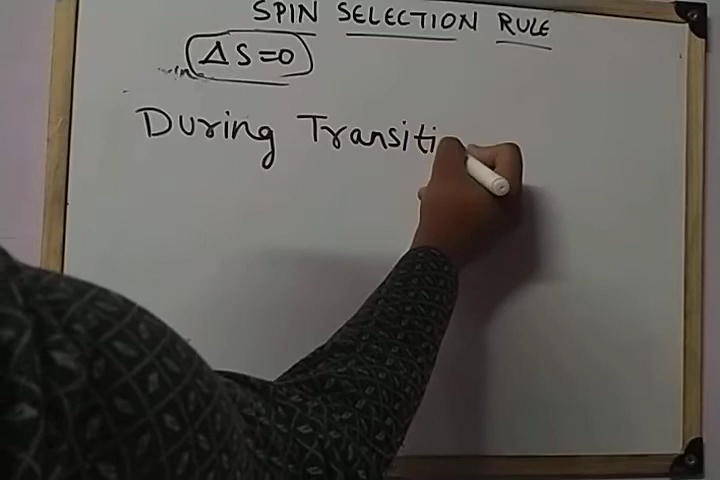 SPIN SELECTION RULE
ΔS=0
During Transiti